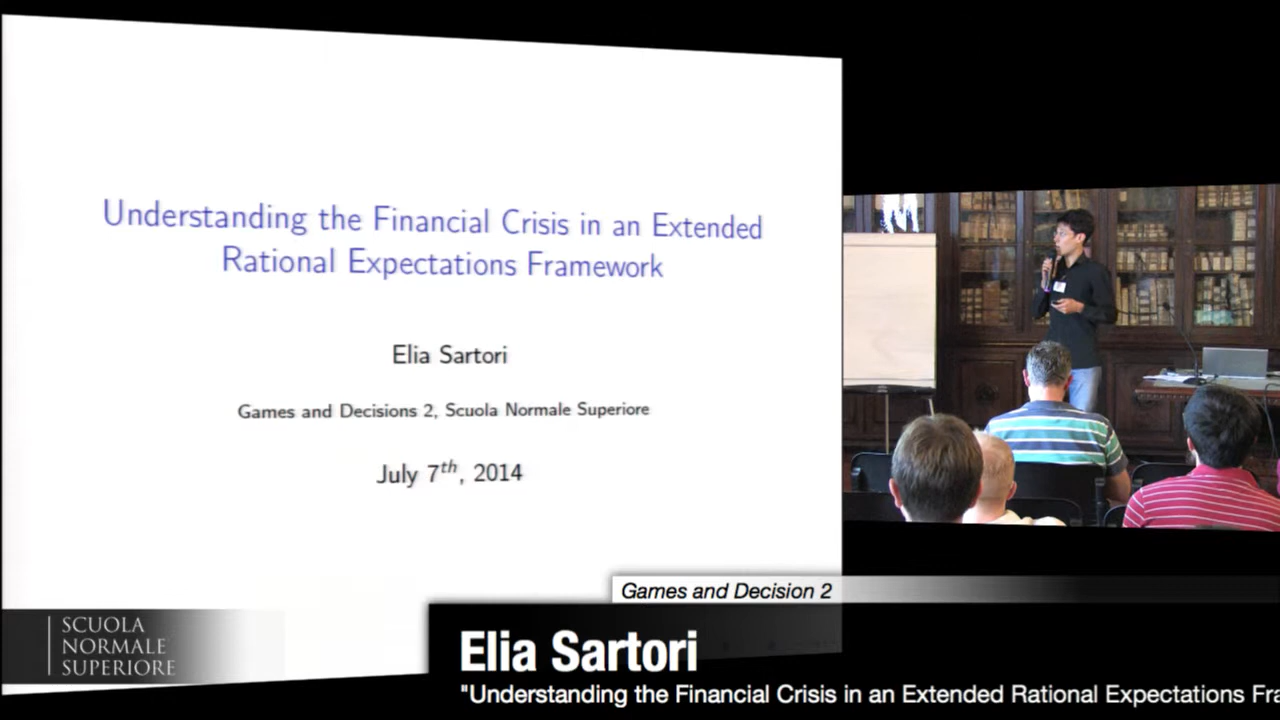 Understanding the Financial Crisis in an Extended
Rational Expectations Framework
Elia Sartori
Games and Decisions 2, Scuola Normale Superiore
July 7th, 2014
Games and Decision 2
SCUOLA
NORMALE
SUPERIORE
Elia Sartori
"Understanding the Financial Crisis in an Extended Rational Expectations Fra